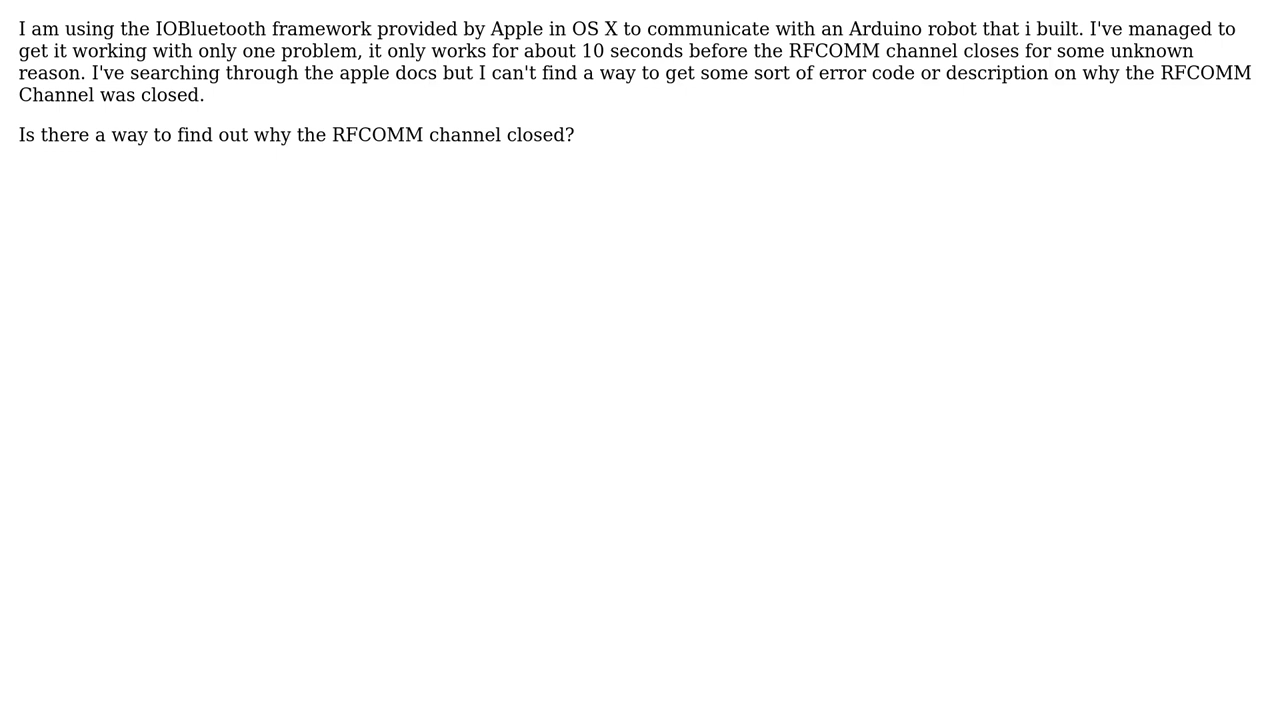 I am using the IOBluetooth framework provided by Apple in OS X to communicate with an Arduino robot that i built. I've managed to
get it working with only one problem, it only works for about 10 seconds before the RFCOMM channel closes for some unknown
reason. I've searching through the apple docs but I can't find a way to get some sort of error code or description on why the RFCOMM
Channel was closed.
Is there a way to find out why the RFCOMM channel closed?